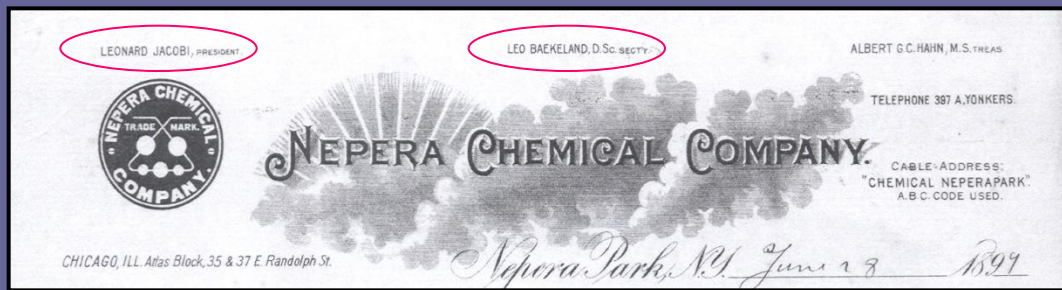 LEONARD JACOBI, PRESIDENT.
LEO BAEKELAND, D.Sc. SECT'Y.
ALBERT G.C. HAHN, M.S. TREAS.
NEPERA CHEMICAL
TRADE MARK.
COMPANY.
TELEPHONE 397 A, YONKERS.
NEPERA CHEMICAL COMPANY.
CABLE-ADDRESS:
"CHEMICAL NEPERAPARK".
A.B.C. CODE USED.
CHICAGO, ILL. Atlas Block, 35 & 37 E. Randolph St.
Nepera Park, N.Y. June 28 1897